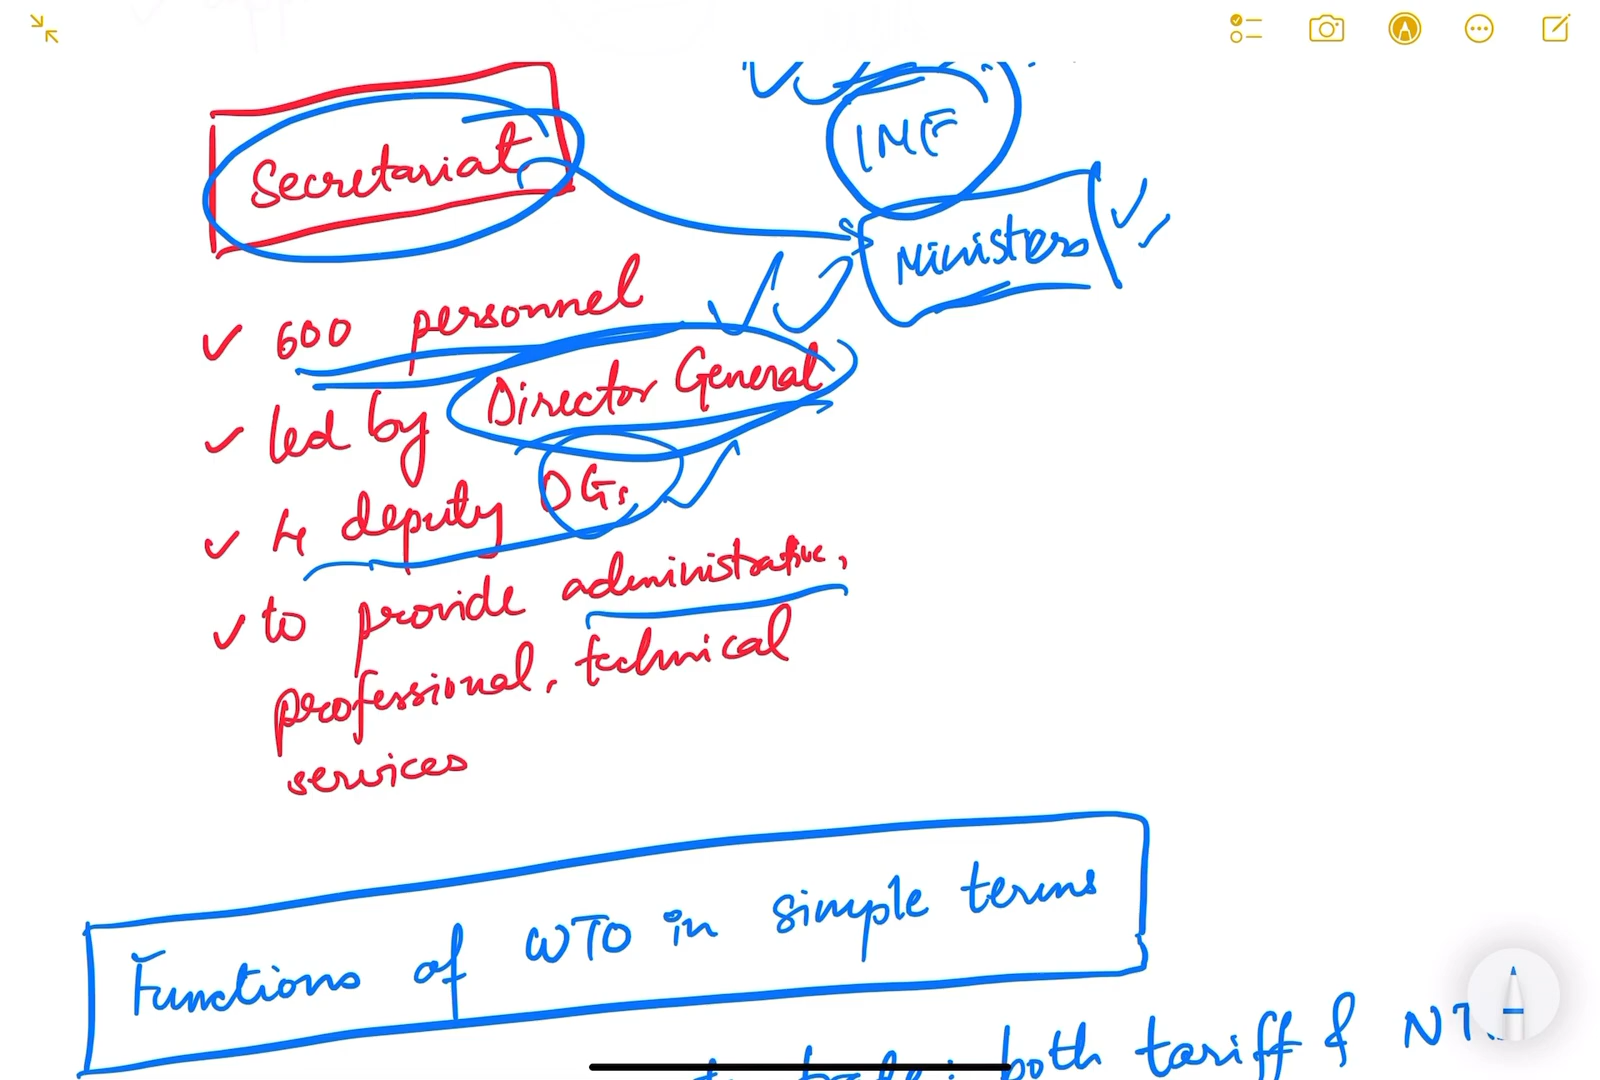 IMF
Secretariat
Ministers
✓ 600 personnel
✓ led by Director General
✓ 4 deputy DGs
✓ to provide administrative,
professional, technical
services
Functions of WTO in simple terms
both tariff &